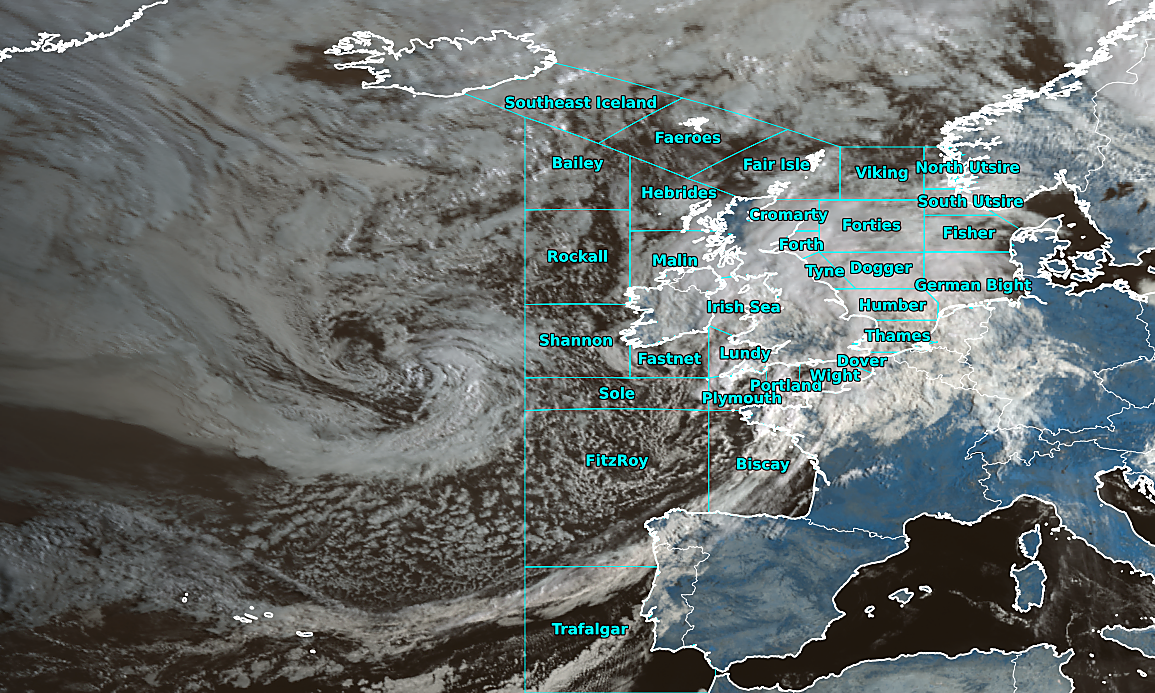 Southeast Iceland
Faeroes
Bailey
Fair Isle
Viking
North Utsire
Hebrides
South Utsire
Cromarty
Forties
Fisher
Forth
Rockall
Malin
Tyne
Dogger
German Bight
Irish Sea
Humber
Shannon
Thames
Fastnet
Lundy
Dover
Wight
Portland
Sole
Plymouth
FitzRoy
Biscay
Trafalgar